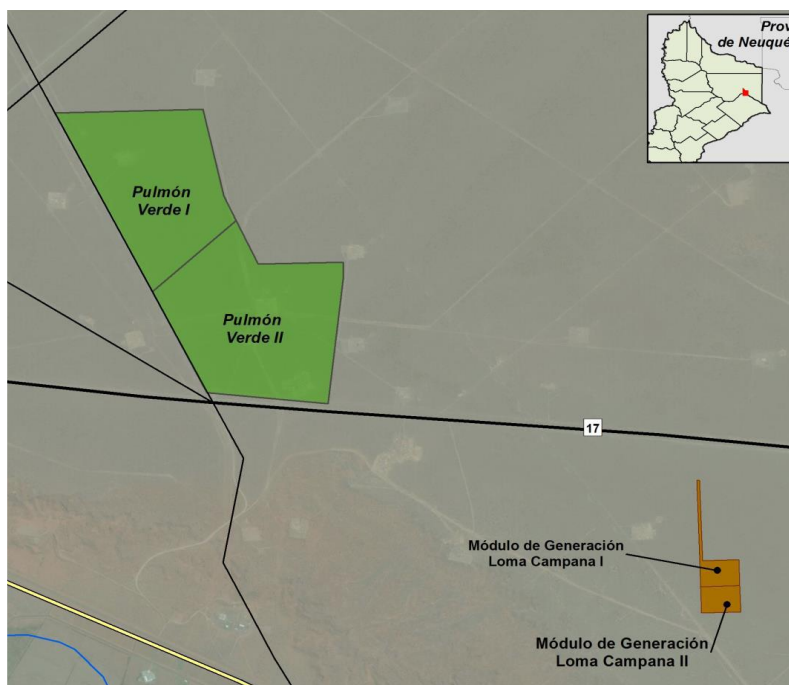 Prov
de Neuqué
Pulmón
Verde I
Pulmón
Verde II
17
Módulo de Generación
Loma Campana I
Módulo de Generación
Loma Campana II